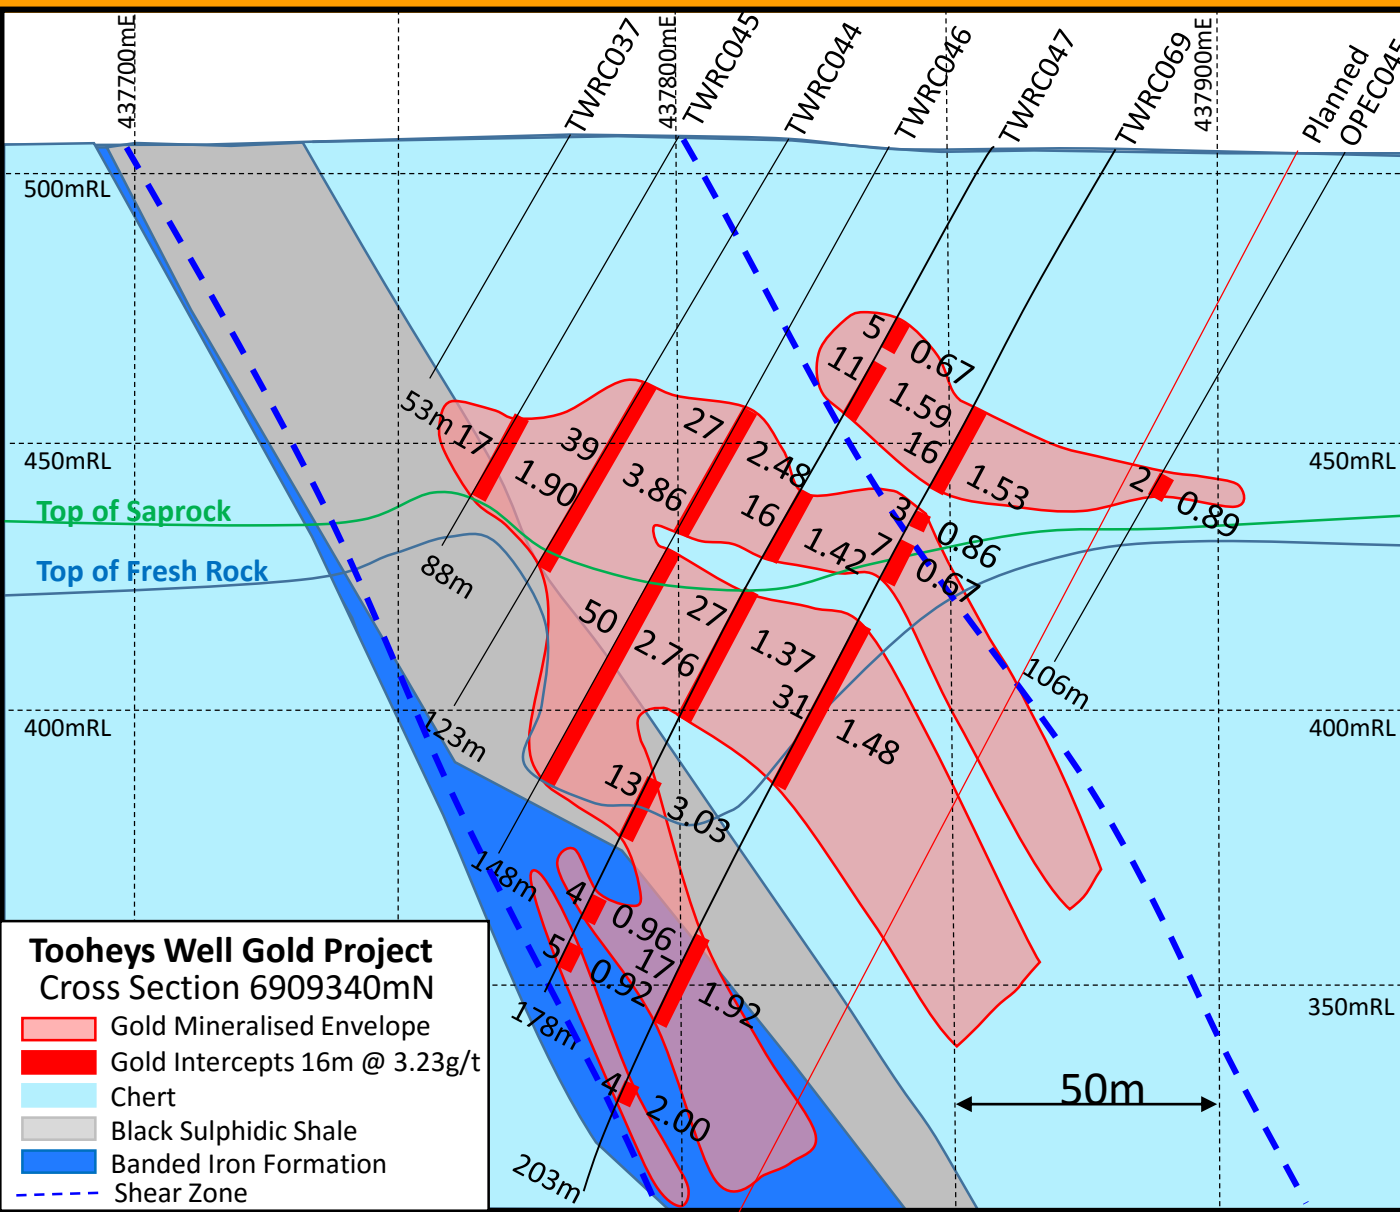 437700mE
TWRC037
437800mE
TWRC045
TWRC044
TWRC046
TWRC047
TWRC069
437900mE
Planned
OPEC045
500mRL
5
0.67
11
1.59
53m
17
1.90
39
3.86
27
2.48
16
1.53
450mRL
450mRL
2
0.89
Top of Saprock
16
1.42
3
0.86
7
0.67
Top of Fresh Rock
88m
50
2.76
27
1.37
31
1.48
106m
400mRL
400mRL
123m
13
3.03
148m
4
0.96
17
1.92
5
0.92
350mRL
178m
4
2.00
203m
50m
Tooheys Well Gold Project
Cross Section 6909340mN
Gold Mineralised Envelope
Gold Intercepts 16m @ 3.23g/t
Chert
Black Sulphidic Shale
Banded Iron Formation
Shear Zone